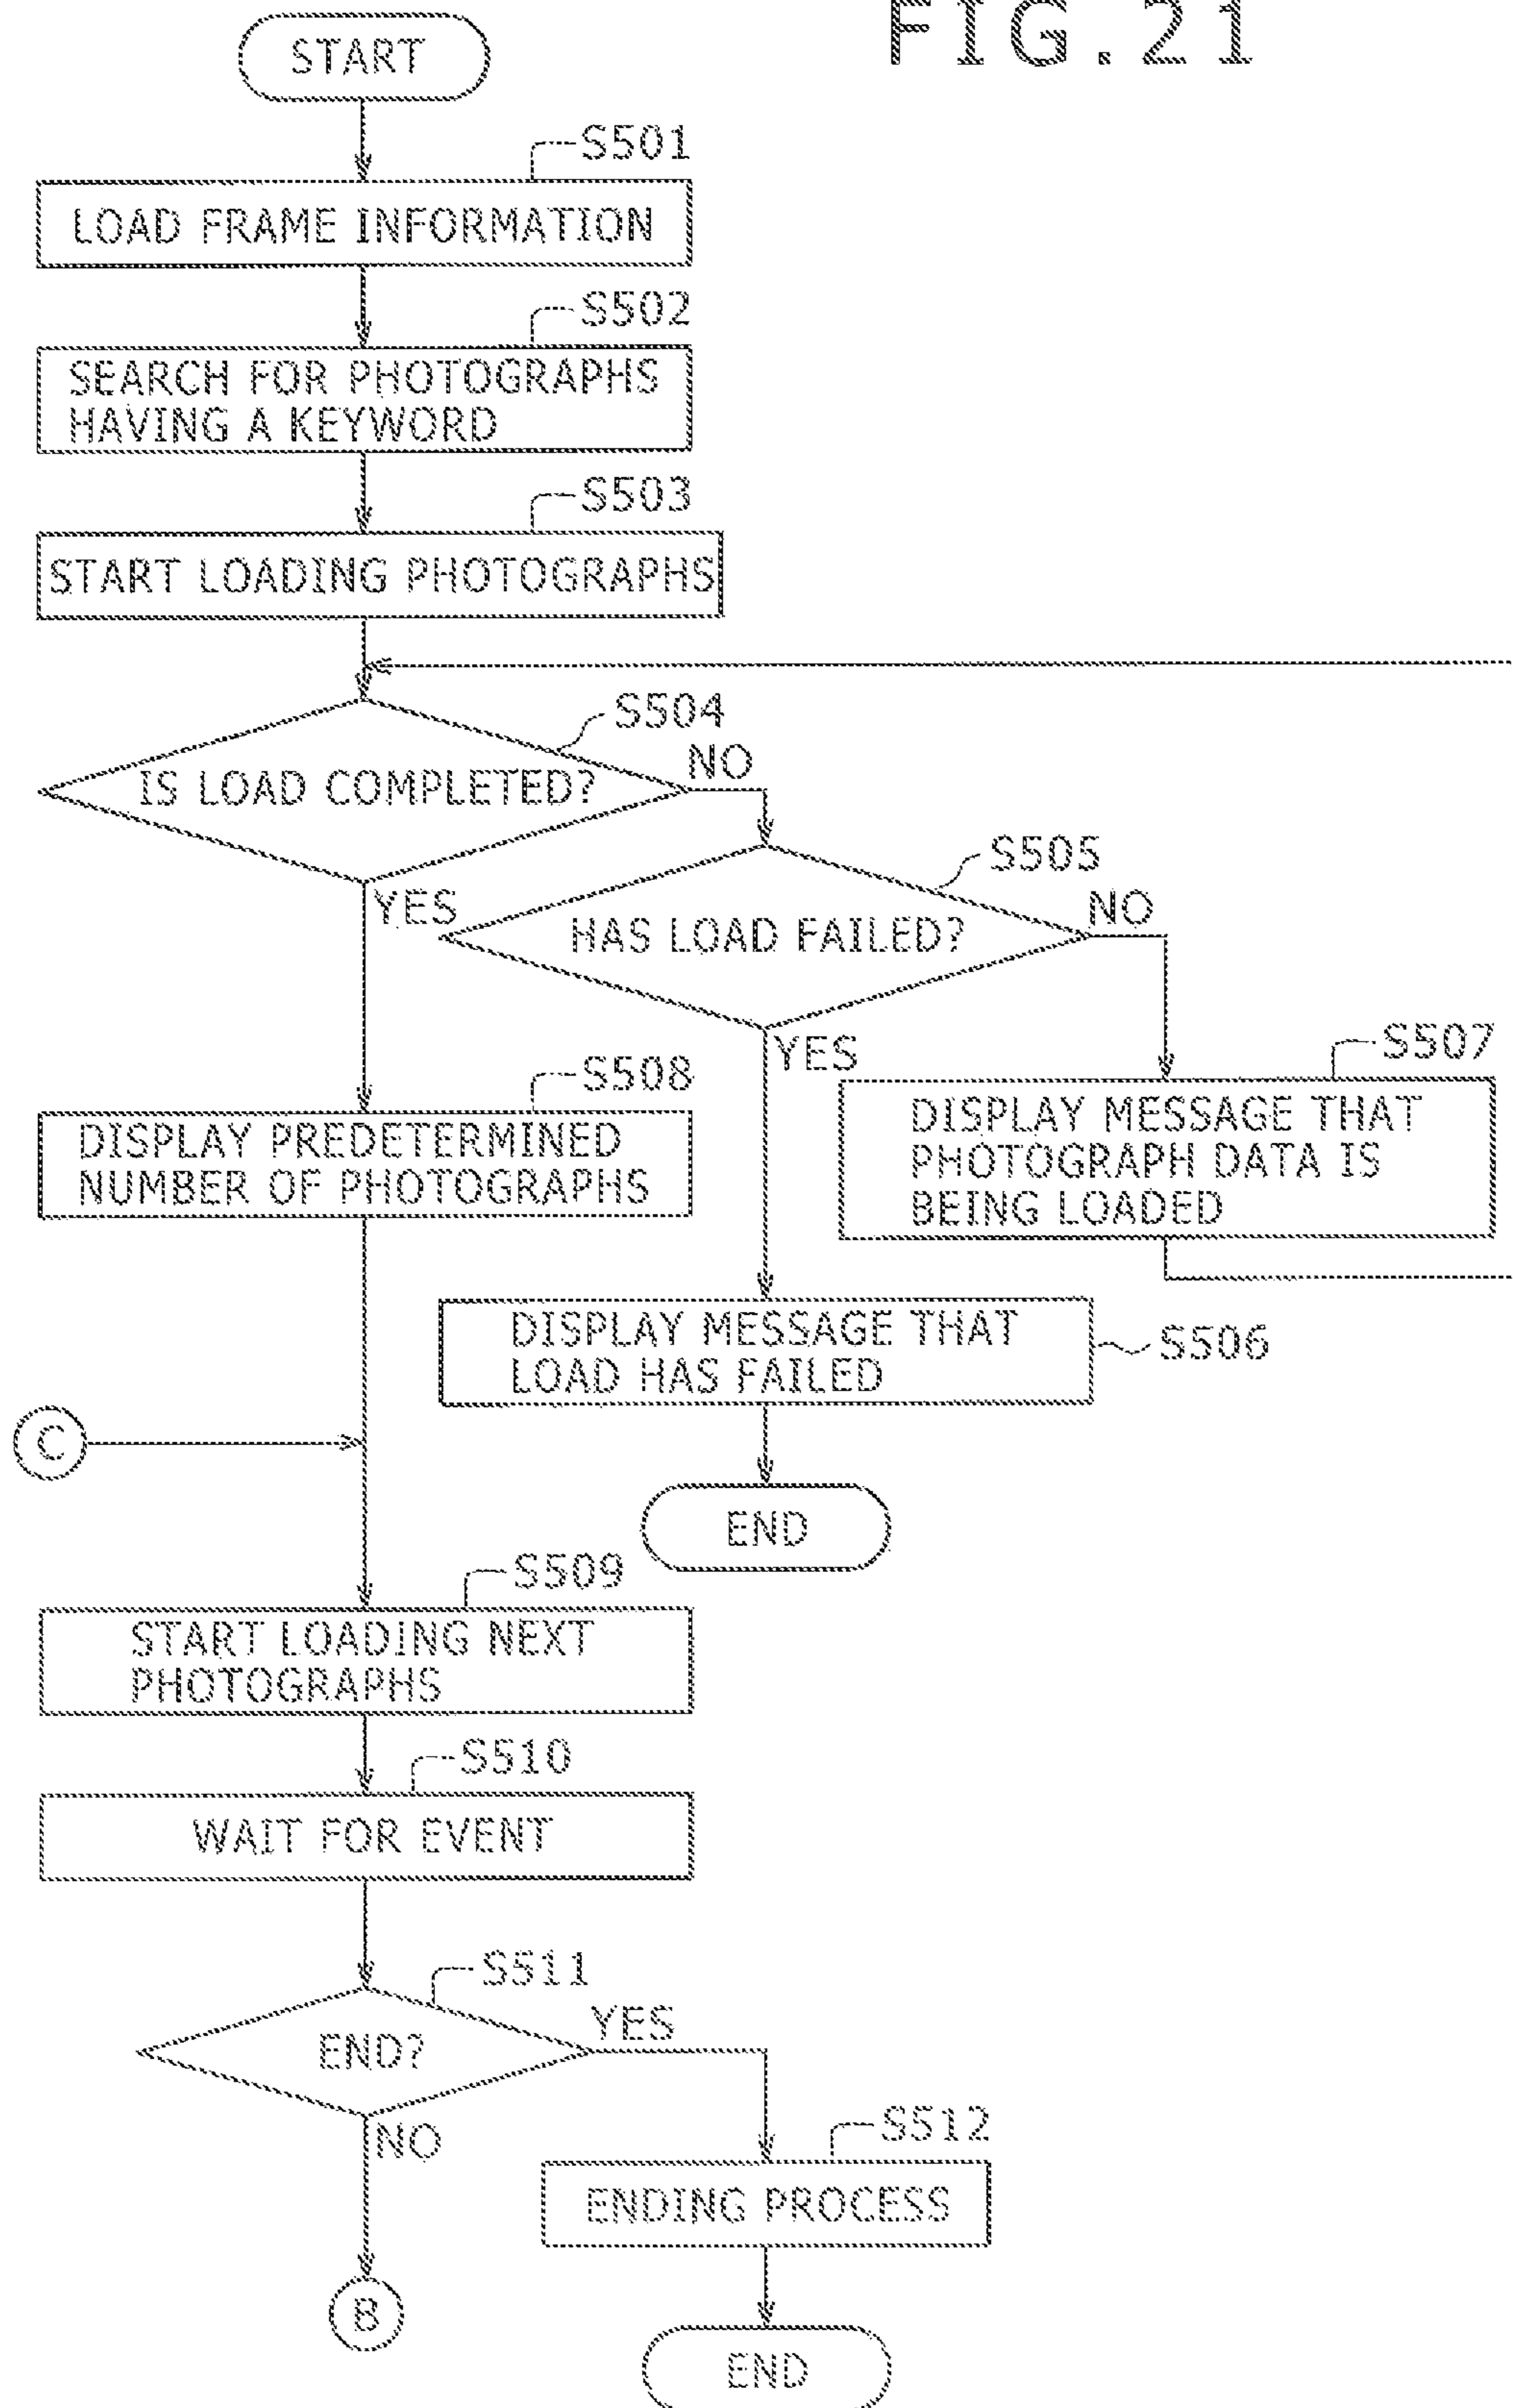 FIG.21
START
S501
LOAD FRAME INFORMATION
S502
SEARCH FOR PHOTOGRAPHS
HAVING A KEYWORD
S503
START LOADING PHOTOGRAPHS
S504
IS LOAD COMPLETED?
NO
YES
S505
HAS LOAD FAILED?
NO
YES
S507
DISPLAY MESSAGE THAT
PHOTOGRAPH DATA IS
BEING LOADED
S508
DISPLAY PREDETERMINED
NUMBER OF PHOTOGRAPHS
DISPLAY MESSAGE THAT
LOAD HAS FAILED
S506
C
END
S509
START LOADING NEXT
PHOTOGRAPHS
S510
WAIT FOR EVENT
S511
END?
YES
NO
S512
ENDING PROCESS
B
END